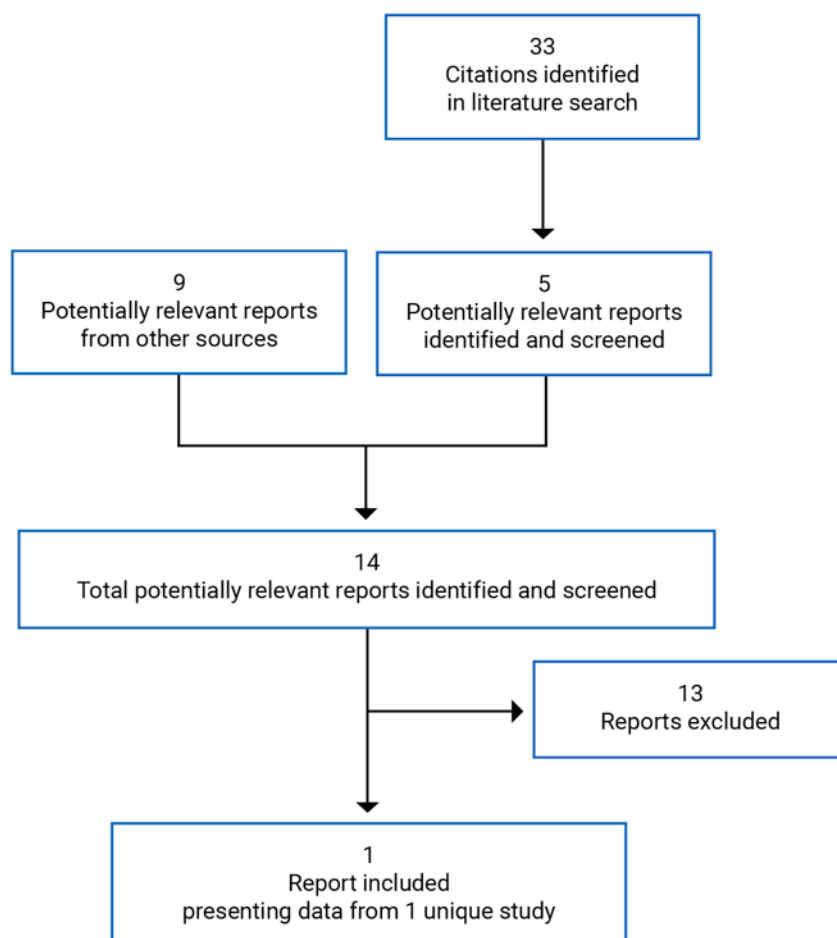 33
Citations identified
in literature search
9
Potentially relevant reports
from other sources
5
Potentially relevant reports
identified and screened
14
Total potentially relevant reports identified and screened
13
Reports excluded
1
Report included
presenting data from 1 unique study